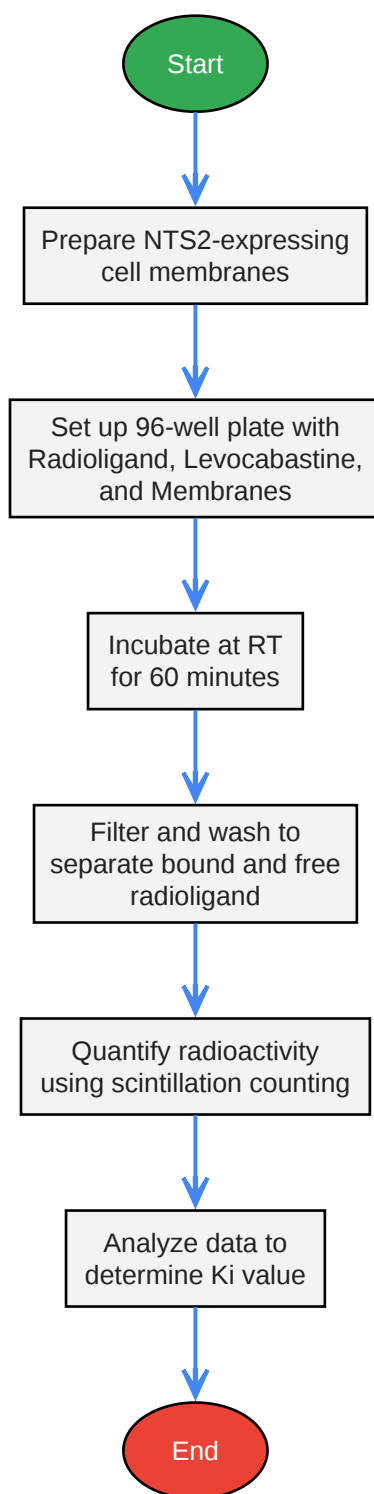 Start
Prepare NTS2-expressing
cell membranes
Set up 96-well plate with
Radioligand, Levocabastine,
and Membranes
Incubate at RT
for 60 minutes
Filter and wash to
separate bound and free
radioligand
Quantify radioactivity
using scintillation counting
Analyze data to
determine Ki value
End